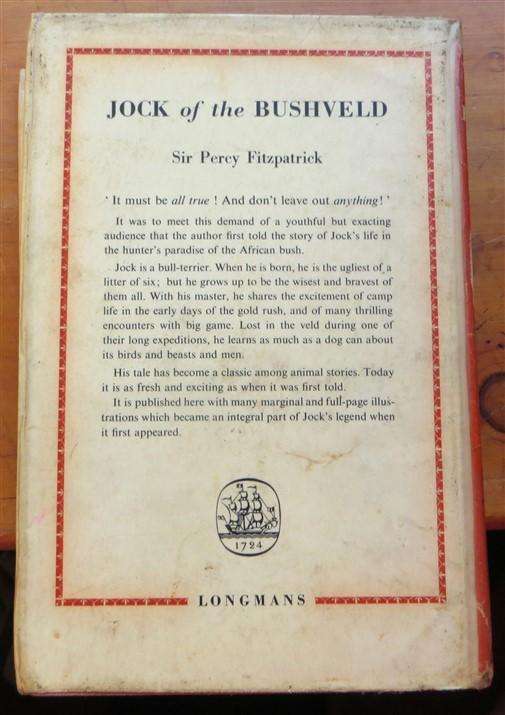 JOCK of the BUSHVELD
Sir Percy Fitzpatrick
‘ It must be all true ! And don't leave out anything! ’
It was to meet this demand of a youthful but exacting
audience that the author first told the story of Jock's life in
the hunter's paradise of the African bush.
Jock is a bull-terrier. When he is born, he is the ugliest of a
litter of six; but he grows up to be the wisest and bravest of
them all. With his master, he shares the excitement of camp
life in the early days of the gold rush, and of many thrilling
encounters with big game. Lost in the veld during one of
their long expeditions, he learns as much as a dog can about
its birds and beasts and men.
His tale has become a classic among animal stories. Today
it is as fresh and exciting as when it was first told.
It is published here with many marginal and full-page illus-
trations which became an integral part of Jock's legend when
it first appeared.
1724
LONGMANS